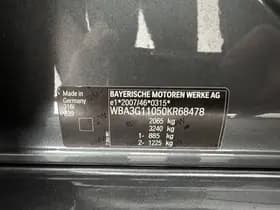 BAYERISCHE MOTOREN WERKE AG
e1*2007/46*0315*
WBA3G11050KR68478
Made in
Germany
316i
2065 kg
3240 kg
1- 885 kg
2- 1225 kg